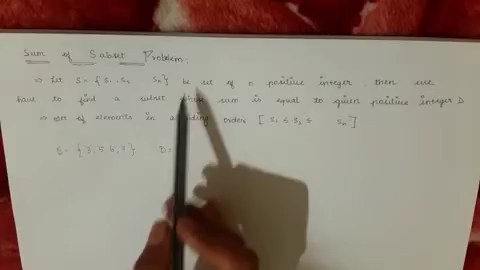 Sum of Subset Problem:
⇒ Let S = {S1, S2 Sn} be set of n positive integer, then we
have to find a subset whose sum is equal to given positive integer D
⇒ sort of elements in ascending order [S1 ≤ S2 ≤ Sn]
S = {3, 5, 6, 7} D =